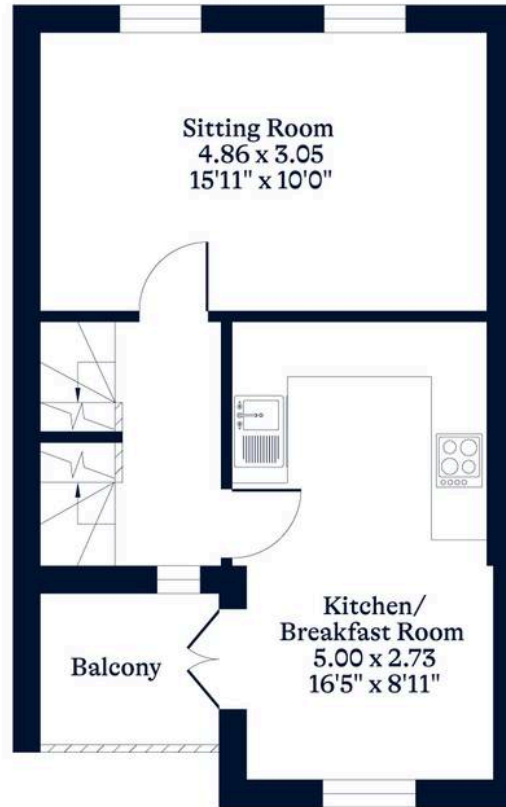 Sitting Room
4.86 x 3.05
15'11" x 10'0"
Kitchen/
Breakfast Room
5.00 x 2.73
16'5" x 8'11"
Balcony